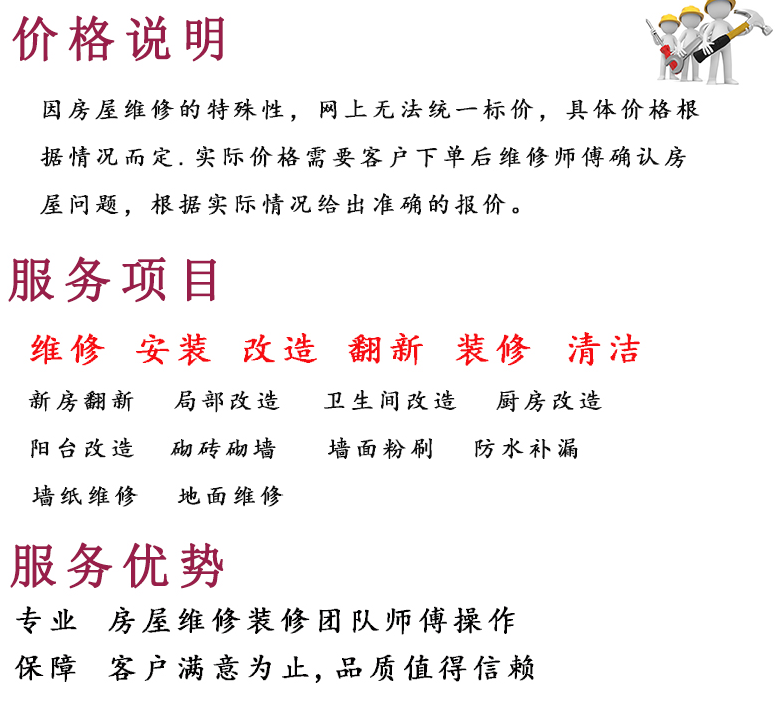 价格说明
因房屋维修的特殊性，网上无法统一标价，具体价格根
据情况而定.实际价格需要客户下单后维修师傅确认房
屋问题，根据实际情况给出准确的报价。
服务项目
维修 安装 改造 翻新 装修 清洁
新房翻新 局部改造 卫生间改造 厨房改造
阳台改造 砌砖砌墙 墙面粉刷 防水补漏
墙纸维修 地面维修
服务优势
专业 房屋维修装修团队师傅操作
保障 客户满意为止,品质值得信赖